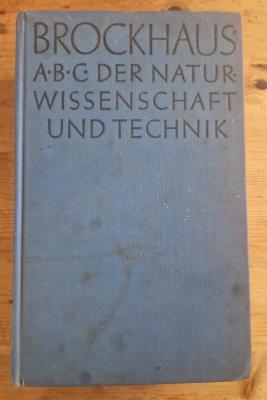 BROCKHAUS
A·B·C DER NATUR-
WISSENSCHAFT
UND TECHNIK